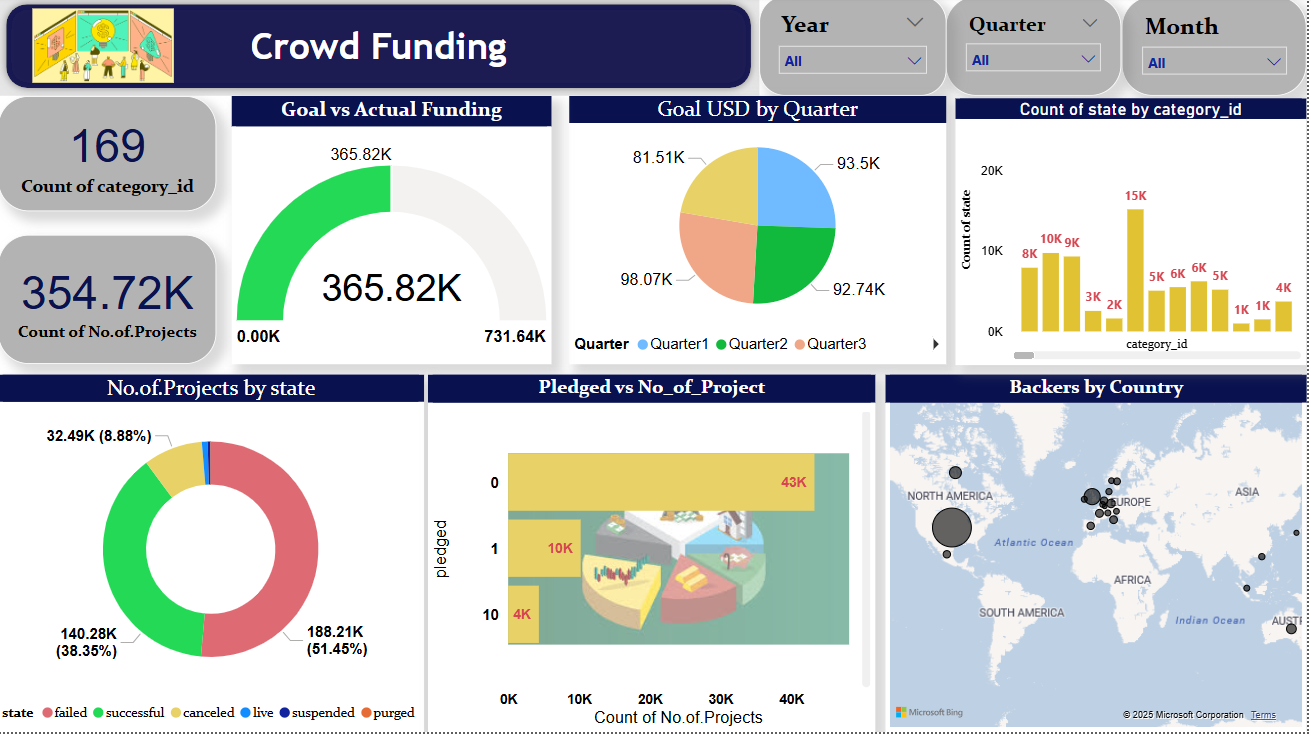 Crowd Funding
Year
All
Quarter
All
Month
All
169
Count of category_id
354.72K
Count of No.of.Projects
Goal vs Actual Funding
365.82K
365.82K
0.00K
731.64K
Goal USD by Quarter
81.51K
93.5K
98.07K
92.74K
Quarter Quarter1 Quarter2 Quarter3
Count of state by category_id
Count of state
20K
10K
0K
8K
10K
9K
3K
2K
15K
5K
6K
6K
5K
1K
1K
4K
category_id
No.of.Projects by state
32.49K (8.88%)
140.28K
(38.35%)
188.21K
(51.45%)
state failed successful canceled live suspended purged
Pledged vs No_of_Project
pledged
0
43K
1
10K
10
4K
0K 10K 20K 30K 40K
Count of No.of.Projects
Backers by Country
NORTH AMERICA
EUROPE
ASIA
Atlantic Ocean
AFRICA
SOUTH AMERICA
Indian Ocean
AUST
Microsoft Bing
© 2025 Microsoft Corporation Terms